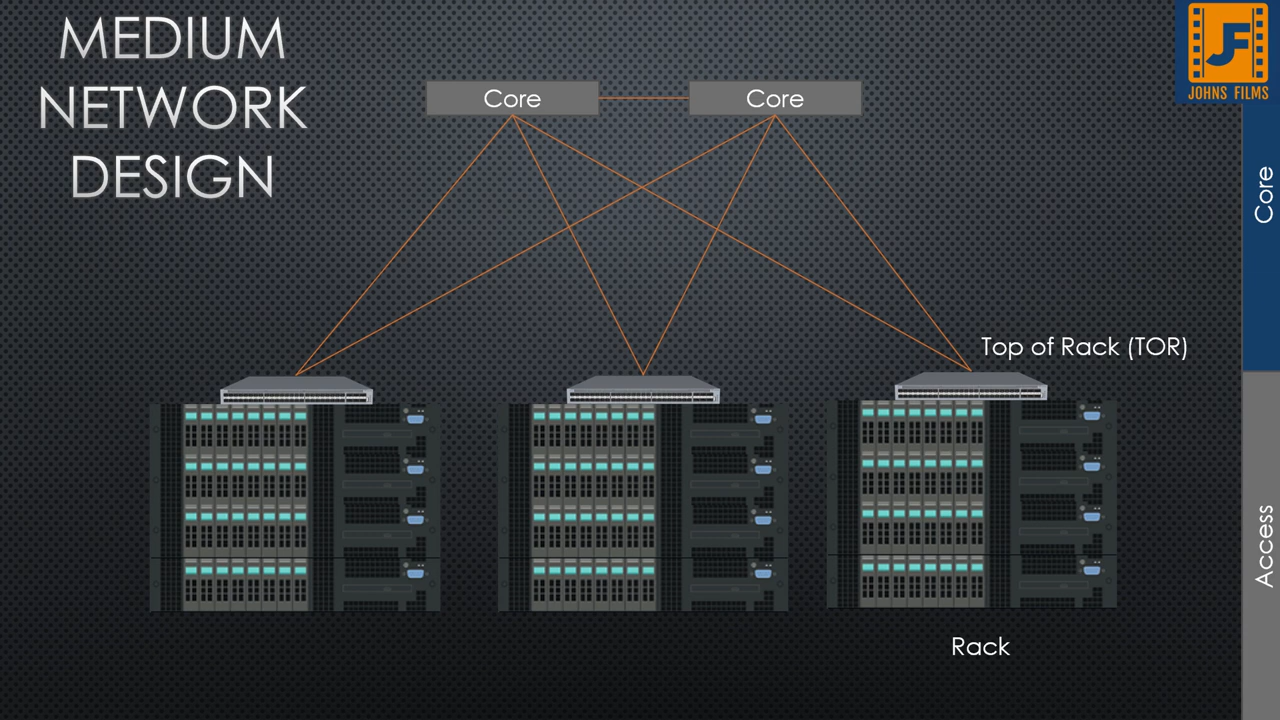 MEDIUM
NETWORK
DESIGN
Core
Core
JOHNS FILMS
Core
Top of Rack (TOR)
Access
Rack